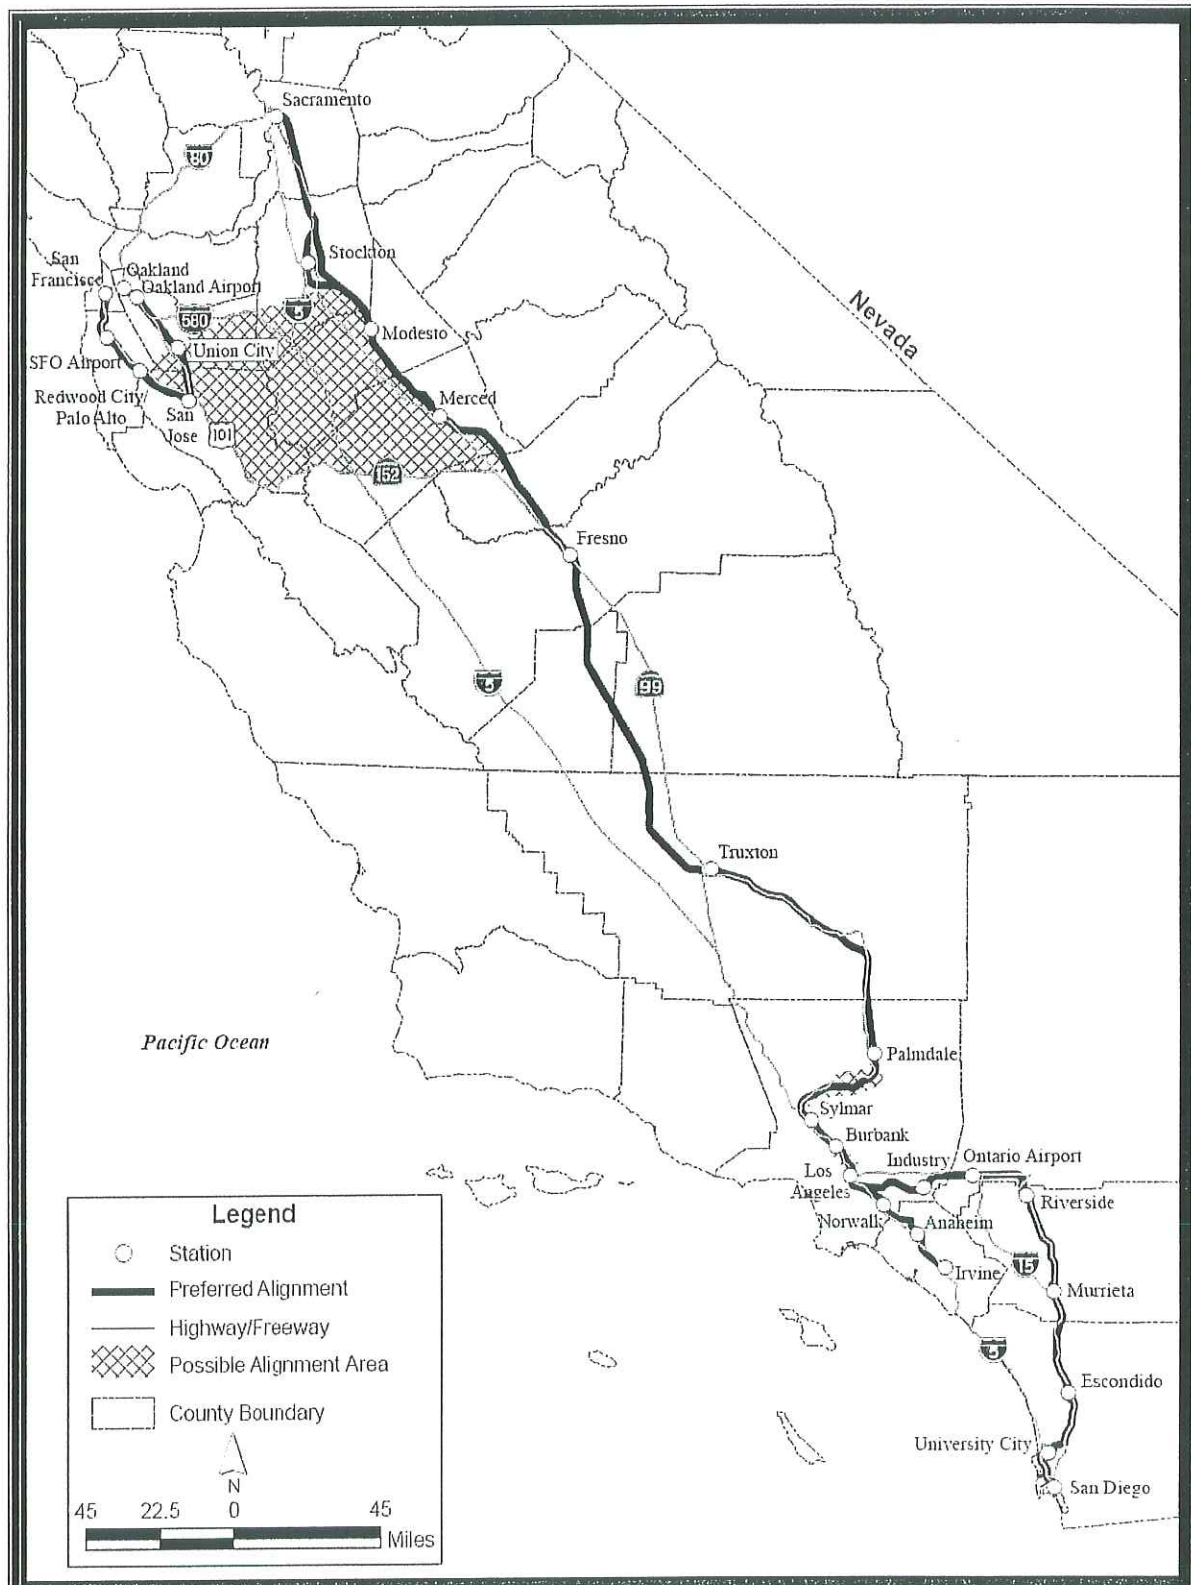 Sacramento
80
Stockton
San
Francisco
Oakland
Oakland Airport
580
5
Modesto
Nevada
Union City
SFO Airport
Redwood City/
Palo Alto
San
Jose
101
Merced
152
Fresno
5
99
Truxton
Pacific Ocean
Palmdale
Sylmar
Burbank
Los
Angeles
Industry
Ontario Airport
Riverside
Norwalk
Anaheim
Irvine
15
Murrieta
5
Escondido
University City
San Diego
Legend
Station
Preferred Alignment
Highway/Freeway
Possible Alignment Area
County Boundary
N
45 22.5 0 45
Miles